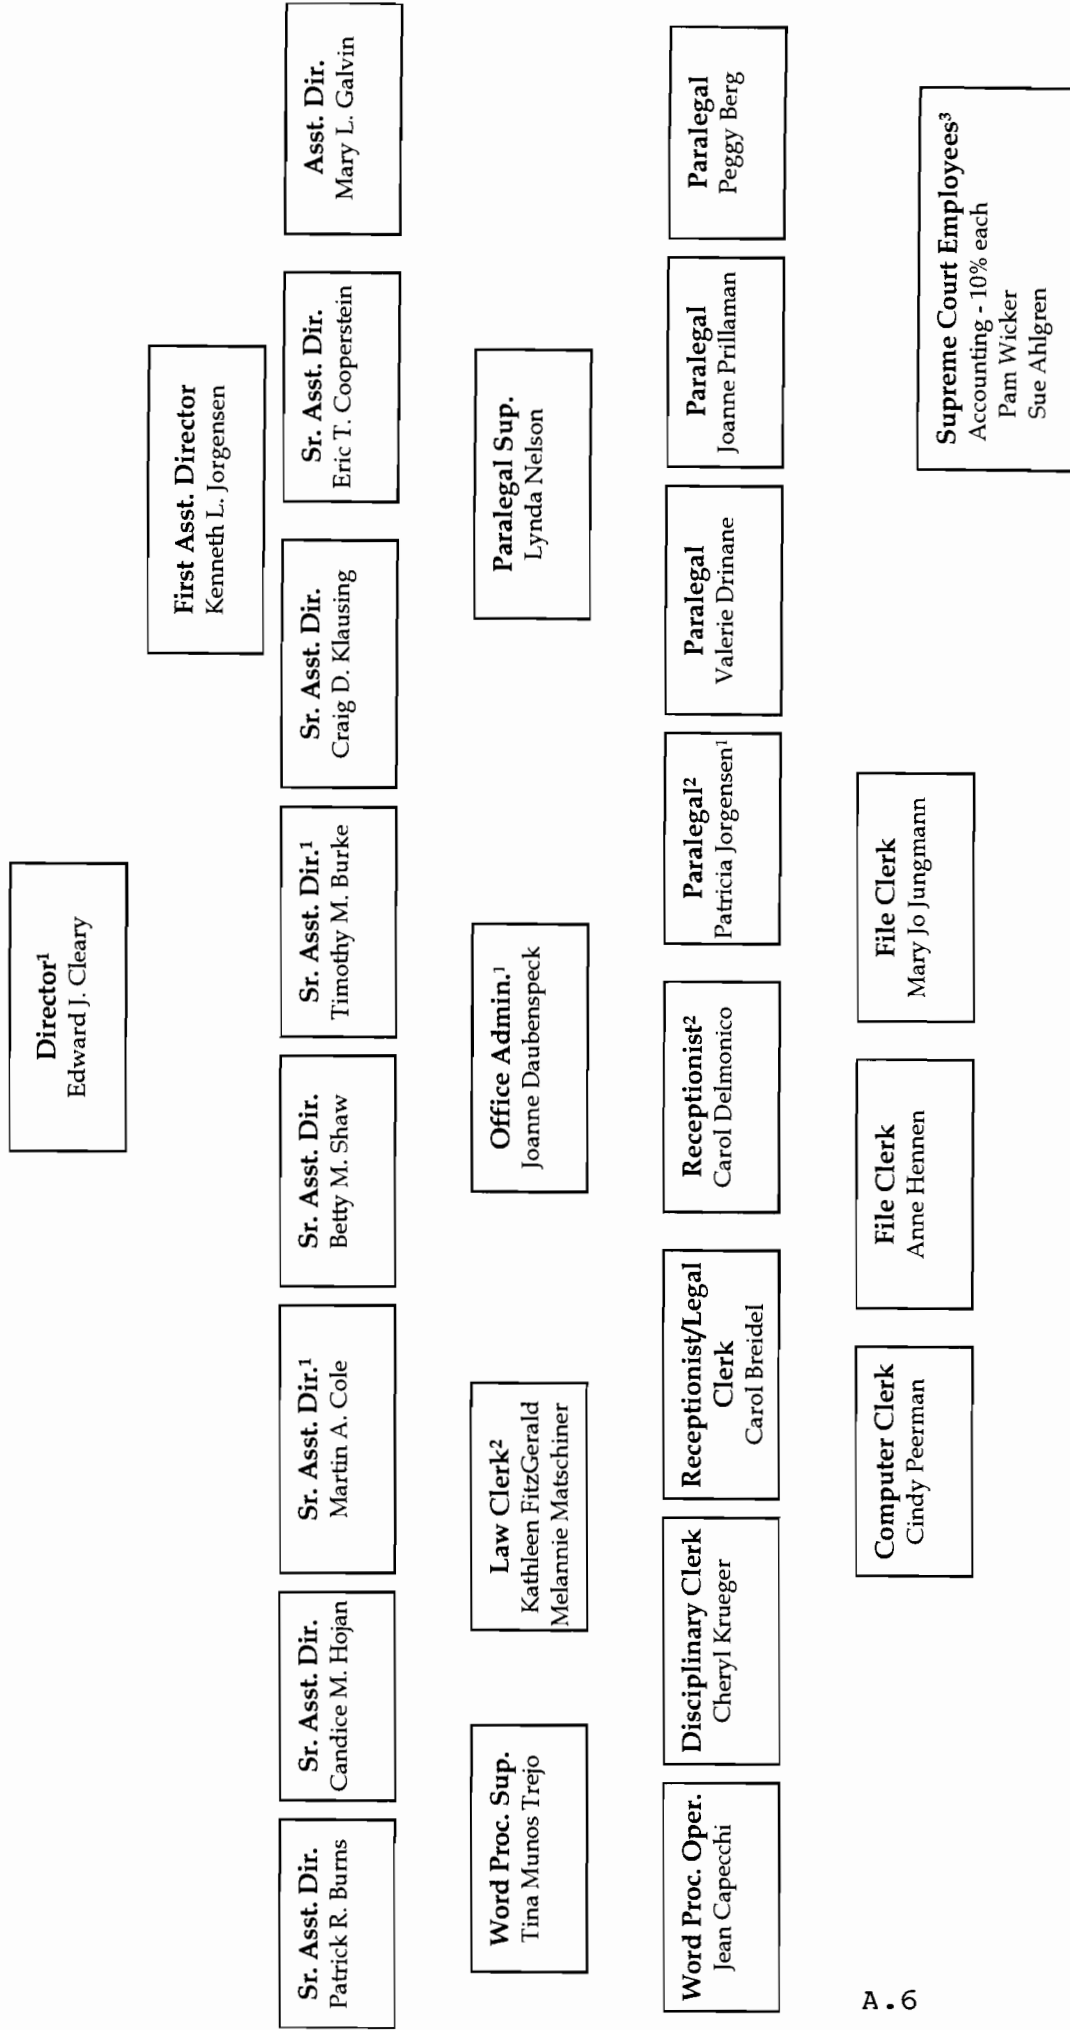 Director¹
Edward J. Cleary
First Asst. Director
Kenneth L. Jorgensen
Sr. Asst. Dir.
Patrick R. Burns
Sr. Asst. Dir.
Candice M. Hojan
Sr. Asst. Dir.¹
Martin A. Cole
Sr. Asst. Dir.
Betty M. Shaw
Sr. Asst. Dir.¹
Timothy M. Burke
Sr. Asst. Dir.
Craig D. Klausing
Sr. Asst. Dir.
Eric T. Cooperstein
Asst. Dir.
Mary L. Galvin
Word Proc. Sup.
Tina Munos Trejo
Law Clerk²
Kathleen FitzGerald
Melannie Matschiner
Office Admin.¹
Joanne Daubenspeck
Paralegal Sup.
Lynda Nelson
Word Proc. Oper.
Jean Capecchi
Disciplinary Clerk
Cheryl Krueger
Receptionist/Legal
Clerk
Carol Breidel
Receptionist²
Carol Delmonico
Paralegal²
Patricia Jorgensen¹
Paralegal
Valerie Drinane
Paralegal
Joanne Prillaman
Paralegal
Peggy Berg
Computer Clerk
Cindy Peerman
File Clerk
Anne Hennen
File Clerk
Mary Jo Jungmann
Supreme Court Employees³
Accounting - 10% each
Pam Wicker
Sue Ahlgren
A.6